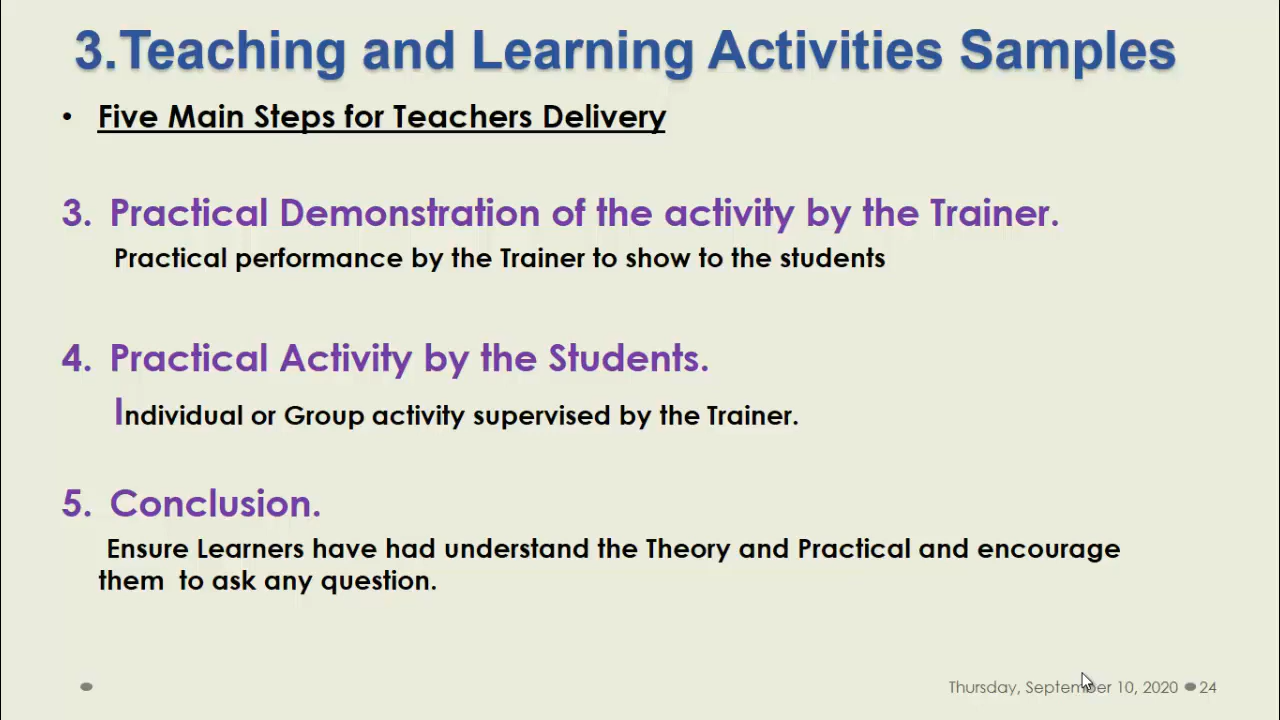 3.Teaching and Learning Activities Samples
• Five Main Steps for Teachers Delivery
3. Practical Demonstration of the activity by the Trainer.
Practical performance by the Trainer to show to the students
4. Practical Activity by the Students.
Individual or Group activity supervised by the Trainer.
5. Conclusion.
Ensure Learners have had understand the Theory and Practical and encourage
them to ask any question.
Thursday, September 10, 2020 ● 24